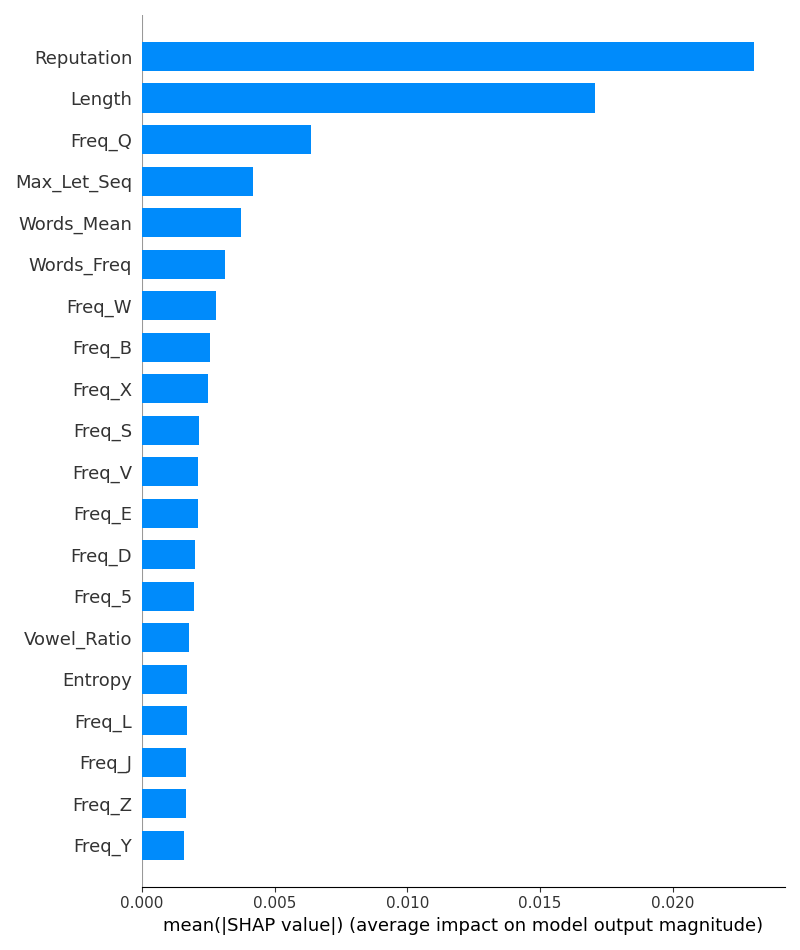 Reputation
Length
Freq_Q
Max_Let_Seq
Words_Mean
Words_Freq
Freq_W
Freq_B
Freq_X
Freq_S
Freq_V
Freq_E
Freq_D
Freq_5
Vowel_Ratio
Entropy
Freq_L
Freq_J
Freq_Z
Freq_Y
0.000 0.005 0.010 0.015 0.020
mean(|SHAP value|) (average impact on model output magnitude)